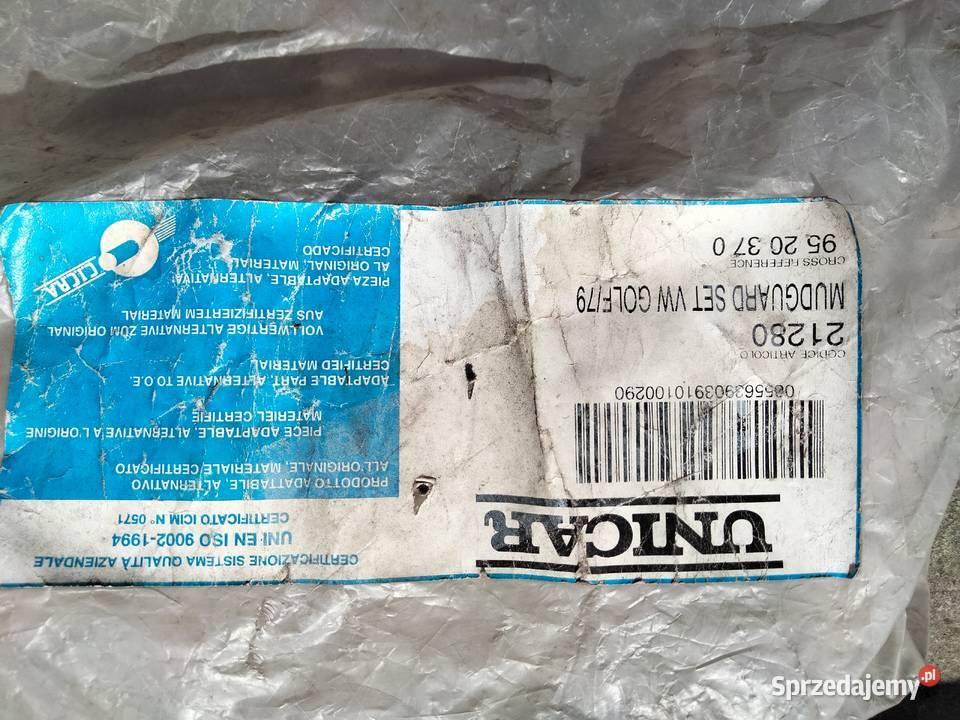 UNICAR
/0855639039101 00290
CODICE ARTICOLO
21280
MUDGUARD SET VW GOLF/79
CROSS REFERENCE
95 20 37 0
CERTIFICAZIONE SISTEMA QUALITÀ AZIENDALE
UNI-EN ISO 9002-1994
CERTIFICATO ICIM N° 0571
PRODOTTO ADATTABILE, ALTERNATIVO
ALL'ORIGINALE, MATERIALE CERTIFICATO
PIECE ADAPTABLE, ALTERNATIVE A L'ORIGINE
MATERIEL CERTIFIE
ADAPTABLE PART, ALTERNATIVE TO O.E.
CERTIFIED MATERIAL
VOLLWERTIGE ALTERNATIVE ZUM ORIGINAL
AUS ZERTIFIZIERTEM MATERIAL
PIEZA ADAPTABLE, ALTERNATIVA
AL ORIGINAL, MATERIAL
CERTIFICADO
CICRA
Sprzedajemy.pl